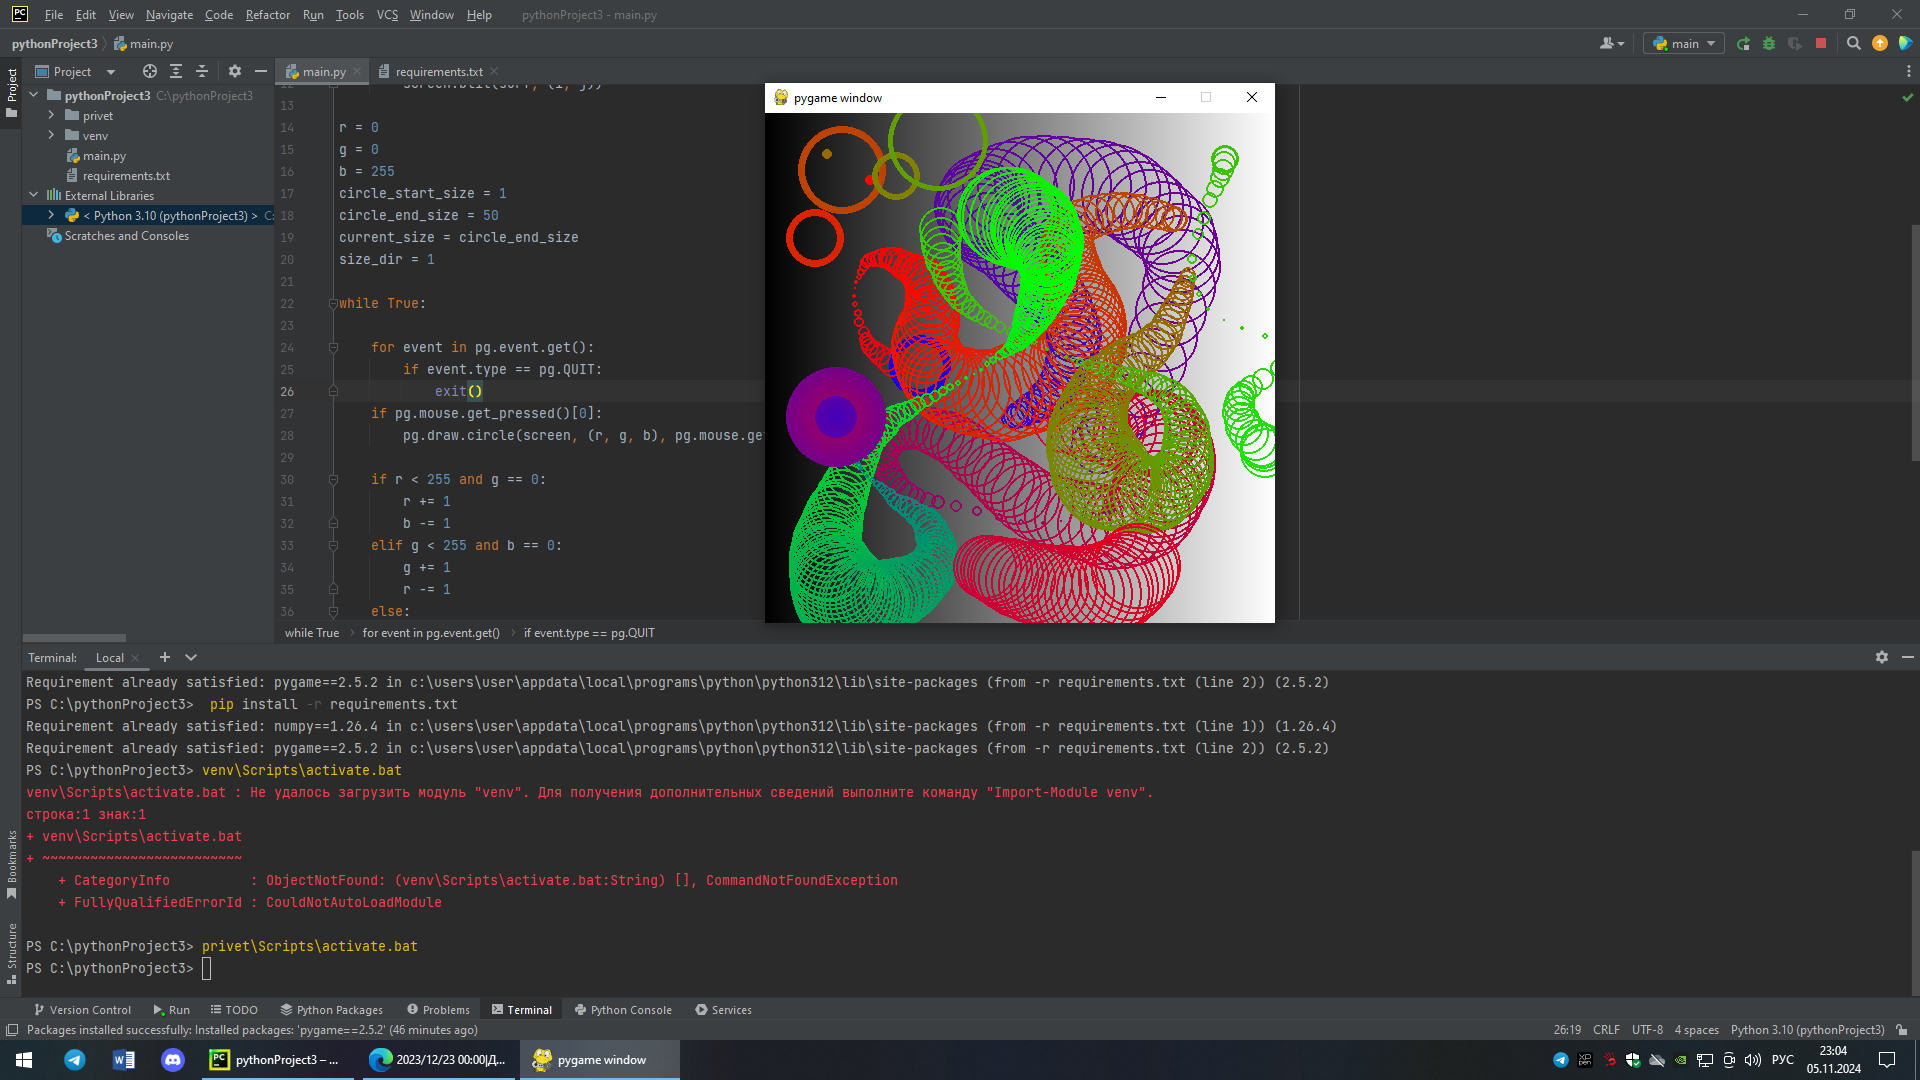 PC File Edit View Navigate Code Refactor Run Tools VCS Window Help pythonProject3 - main.py
pythonProject3 main.py
main
Project
Project
main.py requirements.txt
pythonProject3 C:\pythonProject3
privet
venv
main.py
requirements.txt
External Libraries
< Python 3.10 (pythonProject3) > C:
Scratches and Consoles
13
14 r = 0
15 g = 0
16 b = 255
17 circle_start_size = 1
18 circle_end_size = 50
19 current_size = circle_end_size
20 size_dir = 1
21
22 while True:
23
24 for event in pg.event.get():
25 if event.type == pg.QUIT:
26 exit()
27 if pg.mouse.get_pressed()[0]:
28 pg.draw.circle(screen, (r, g, b), pg.mouse.ge
29
30 if r < 255 and g == 0:
31 r += 1
32 b -= 1
33 elif g < 255 and b == 0:
34 g += 1
35 r -= 1
36 else:
while True for event in pg.event.get() if event.type == pg.QUIT
pygame window
Terminal: Local
Requirement already satisfied: pygame==2.5.2 in c:\users\user\appdata\local\programs\python\python312\lib\site-packages (from -r requirements.txt (line 2)) (2.5.2)
PS C:\pythonProject3> pip install -r requirements.txt
Requirement already satisfied: numpy==1.26.4 in c:\users\user\appdata\local\programs\python\python312\lib\site-packages (from -r requirements.txt (line 1)) (1.26.4)
Requirement already satisfied: pygame==2.5.2 in c:\users\user\appdata\local\programs\python\python312\lib\site-packages (from -r requirements.txt (line 2)) (2.5.2)
PS C:\pythonProject3> venv\Scripts\activate.bat
venv\Scripts\activate.bat : Не удалось загрузить модуль "venv". Для получения дополнительных сведений выполните команду "Import-Module venv".
строка:1 знак:1
+ venv\Scripts\activate.bat
+ ~~~~~~~~~~~~~~~~~~~~~~~~~
+ CategoryInfo : ObjectNotFound: (venv\Scripts\activate.bat:String) [], CommandNotFoundException
+ FullyQualifiedErrorId : CouldNotAutoLoadModule
PS C:\pythonProject3> privet\Scripts\activate.bat
PS C:\pythonProject3>
Bookmarks
Structure
Version Control Run TODO Python Packages Problems Terminal Python Console Services
Packages installed successfully: Installed packages: 'pygame==2.5.2' (46 minutes ago)
26:19 CRLF UTF-8 4 spaces Python 3.10 (pythonProject3)
pythonProject3 – ... 2023/12/23 00:00|Д... pygame window
РУС
23:04
05.11.2024